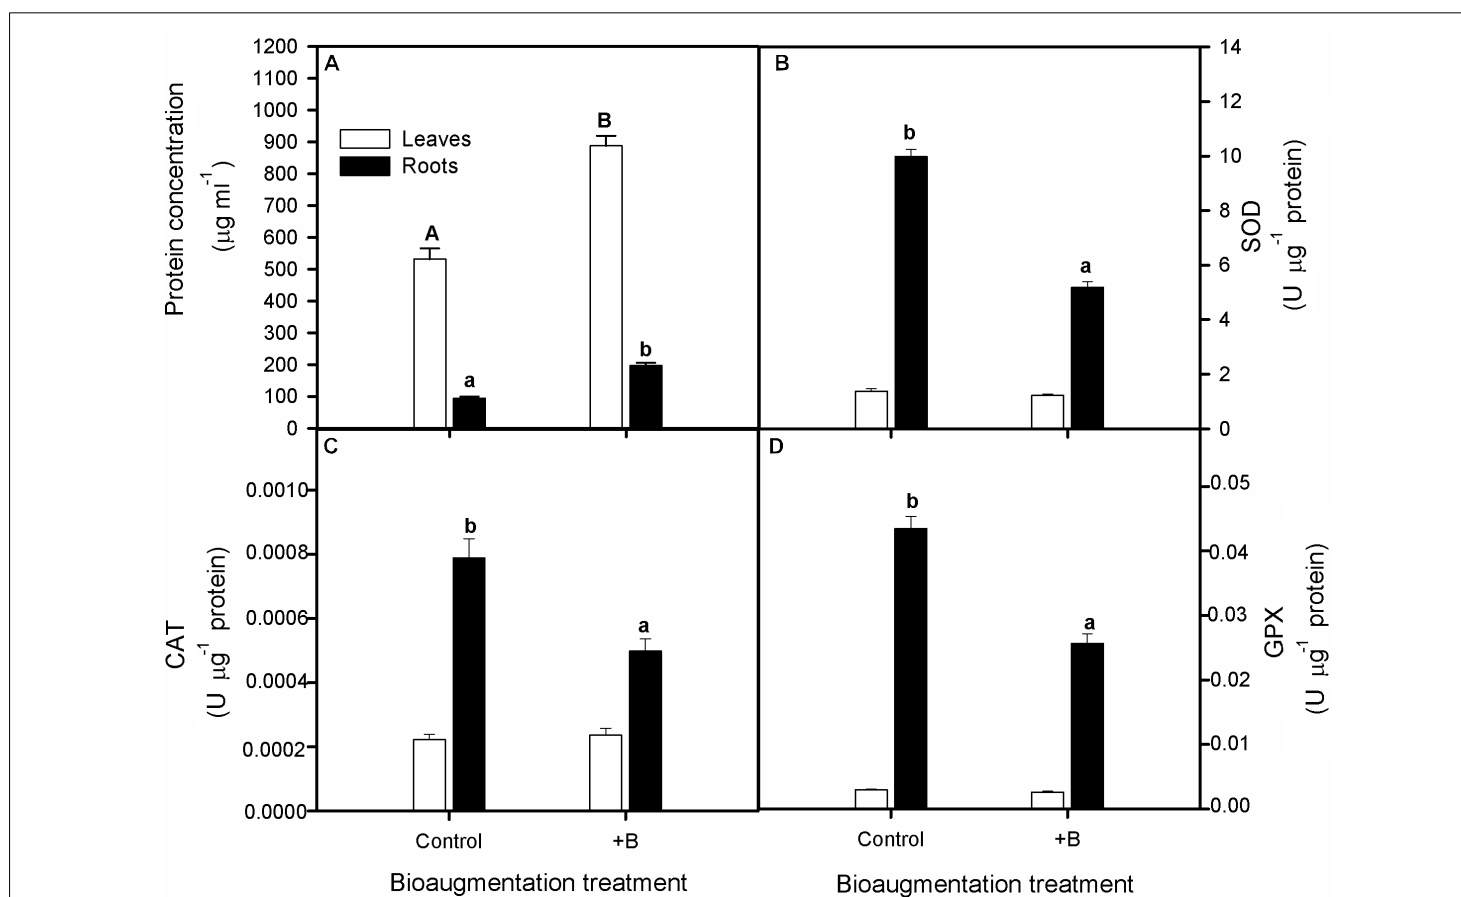 A
1200
1100
1000
900
800
700
600
500
400
300
200
100
0
Protein concentration
(µg ml⁻¹)
Leaves
Roots
A
a
B
b
B
14
12
10
8
6
4
2
0
SOD
(U µg⁻¹ protein)
b
a
C
0.0010
0.0008
0.0006
0.0004
0.0002
0.0000
CAT
(U µg⁻¹ protein)
b
a
Control
+B
Bioaugmentation treatment
D
0.05
0.04
0.03
0.02
0.01
0.00
GPX
(U µg⁻¹ protein)
b
a
Control
+B
Bioaugmentation treatment